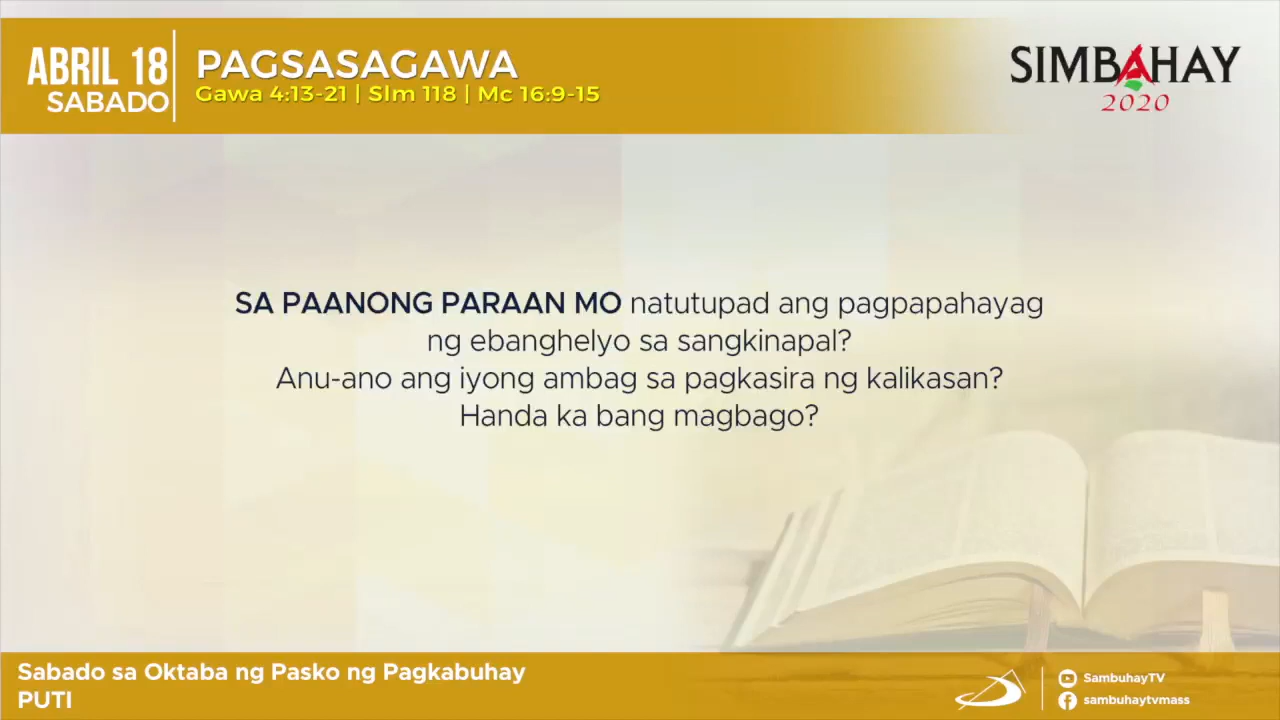 ABRIL 18
SABADO
PAGSASAGAWA
Gawa 4:13-21 | Slm 118 | Mc 16:9-15
SIMBAHAY
2020
SA PAANONG PARAAN MO natutupad ang pagpapahayag
ng ebanghelyo sa sangkinapal?
Anu-ano ang iyong ambag sa pagkasira ng kalikasan?
Handa ka bang magbago?
Sabado sa Oktaba ng Pasko ng Pagkabuhay
PUTI
SambuhayTV
sambuhaytvmass